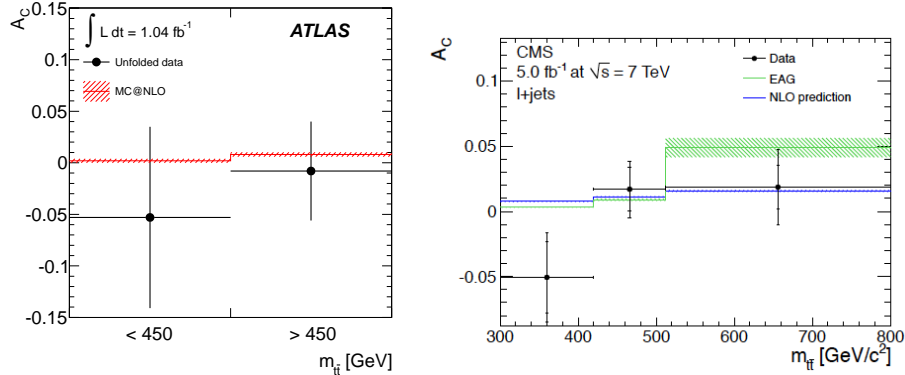 A_C
0.15
0.1
0.05
0
-0.05
-0.1
-0.15
∫ L dt = 1.04 fb⁻¹
ATLAS
Unfolded data
MC@NLO
< 450
> 450
m_tt̄ [GeV]
A_C
0.1
0.05
0
-0.05
CMS
5.0 fb⁻¹ at √s = 7 TeV
l+jets
Data
EAG
NLO prediction
300
400
500
600
700
800
m_tt̄ [GeV/c²]